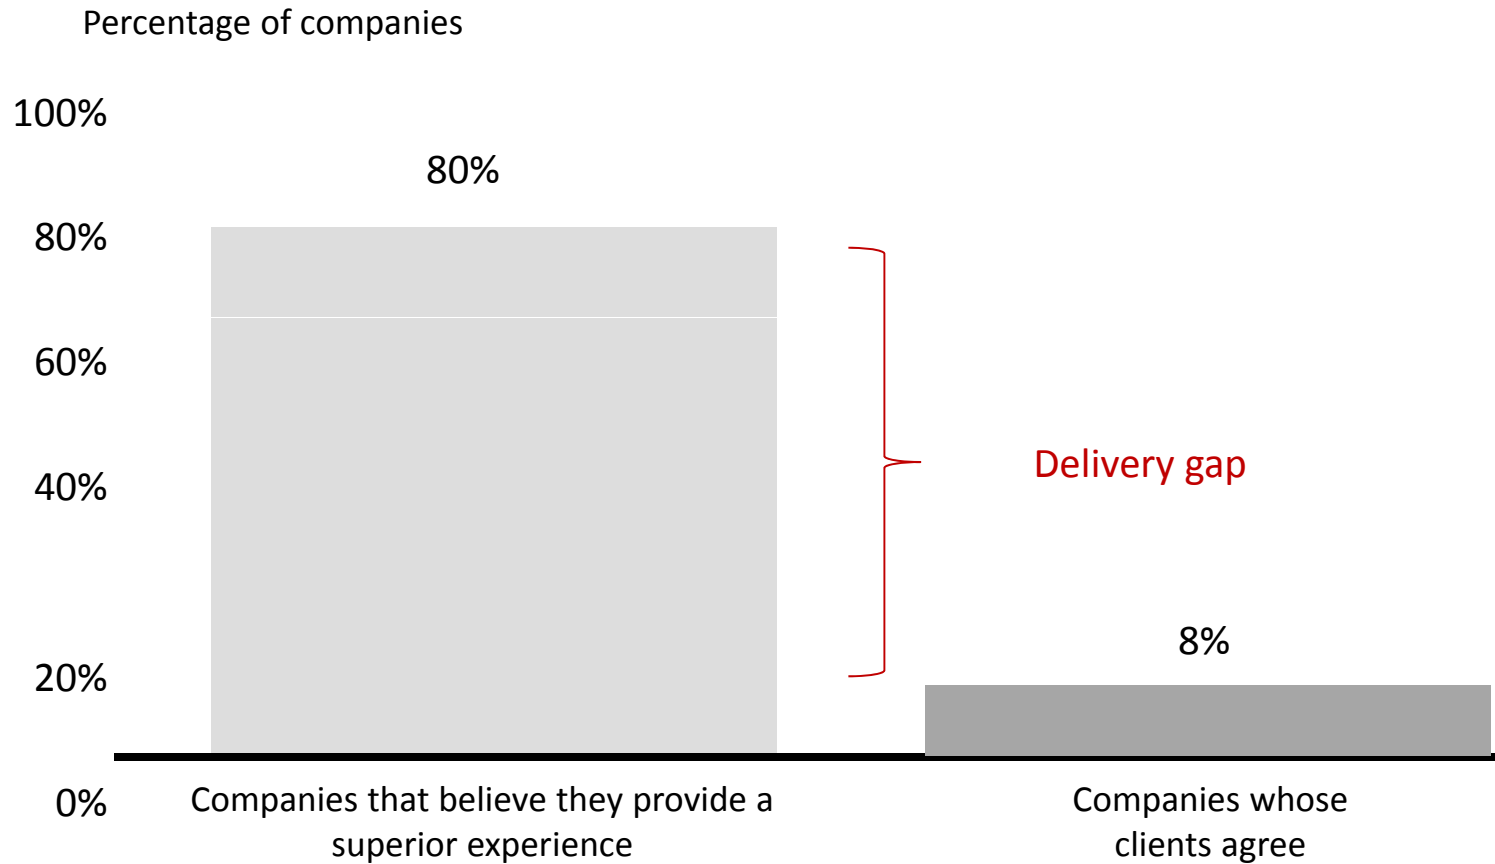 Percentage of companies
100%
80%
80%
60%
40%
Delivery gap
8%
20%
0%
Companies that believe they provide a
superior experience
Companies whose
clients agree